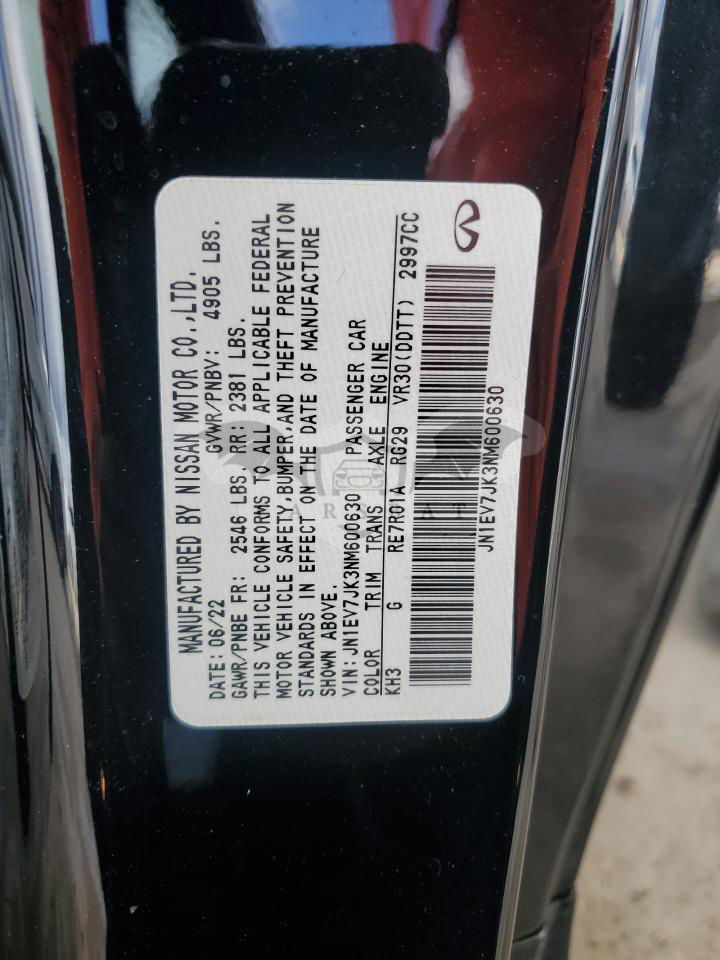 MANUFACTURED BY NISSAN MOTOR CO.,LTD.
DATE: 06/22 GVWR/PNBV: 4905 LBS.
GAWR/PNBE FR: 2546 LBS. RR: 2381 LBS.
THIS VEHICLE CONFORMS TO ALL APPLICABLE FEDERAL
MOTOR VEHICLE SAFETY,BUMPER,AND THEFT PREVENTION
STANDARDS IN EFFECT ON THE DATE OF MANUFACTURE
SHOWN ABOVE.
VIN:JN1EV7JK3NM600630 PASSENGER CAR
COLOR TRIM TRANS AXLE ENGINE
KH3 G RE7R01A RG29 VR30(DDTT) 2997CC
JN1EV7JK3NM600630